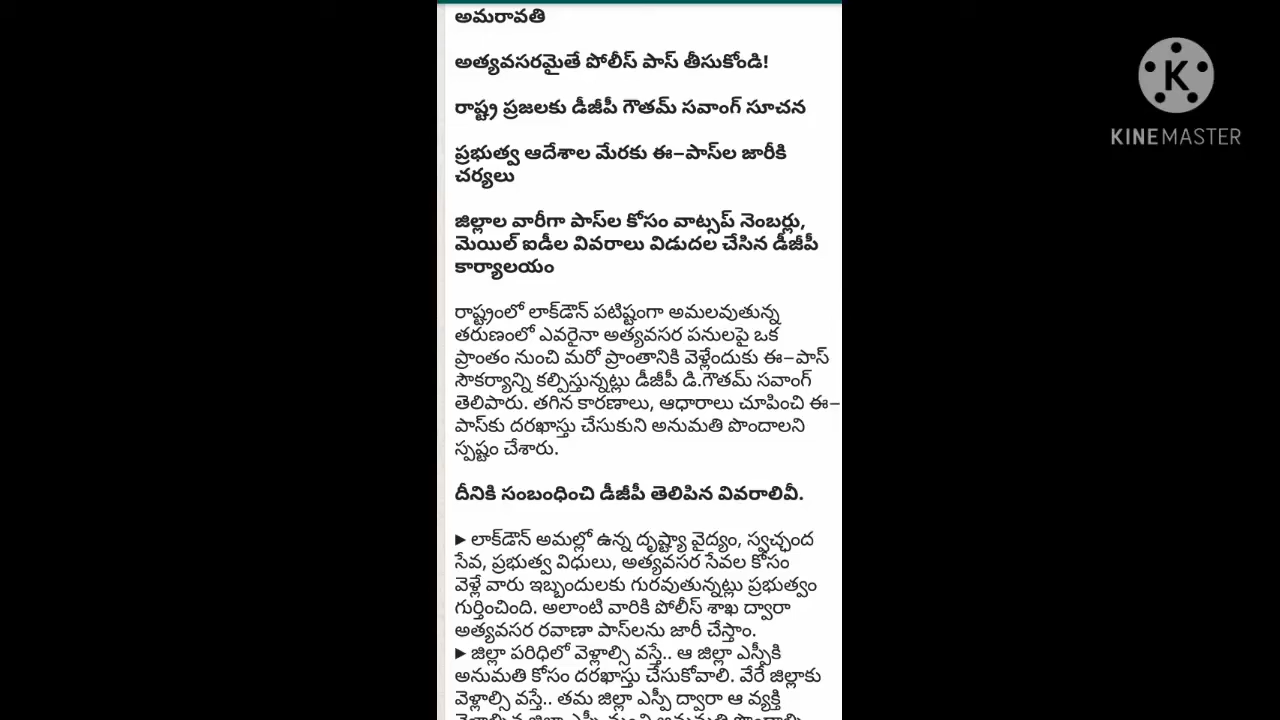 అమరావతి
అత్యవసరమైతే పోలీస్ పాస్ తీసుకోండి!
రాష్ట్ర ప్రజలకు డీజీపీ గౌతమ్ సవాంగ్ సూచన
ప్రభుత్వ ఆదేశాల మేరకు ఈ–పాస్‌ల జారీకి
చర్యలు
జిల్లాల వారీగా పాస్‌ల కోసం వాట్సప్ నెంబర్లు,
మెయిల్ ఐడీల వివరాలు విడుదల చేసిన డీజీపీ
కార్యాలయం
రాష్ట్రంలో లాక్‌డౌన్ పటిష్టంగా అమలవుతున్న
తరుణంలో ఎవరైనా అత్యవసర పనులపై ఒక
ప్రాంతం నుంచి మరో ప్రాంతానికి వెళ్లేందుకు ఈ–పాస్
సౌకర్యాన్ని కల్పిస్తున్నట్లు డీజీపీ డి.గౌతమ్ సవాంగ్
తెలిపారు. తగిన కారణాలు, ఆధారాలు చూపించి ఈ–
పాస్‌కు దరఖాస్తు చేసుకుని అనుమతి పొందాలని
స్పష్టం చేశారు.
దీనికి సంబంధించి డీజీపీ తెలిపిన వివరాలివీ.
▶ లాక్‌డౌన్ అమల్లో ఉన్న దృష్ట్యా వైద్యం, స్వచ్ఛంద
సేవ, ప్రభుత్వ విధులు, అత్యవసర సేవల కోసం
వెళ్లే వారు ఇబ్బందులకు గురవుతున్నట్లు ప్రభుత్వం
గుర్తించింది. అలాంటి వారికి పోలీస్ శాఖ ద్వారా
అత్యవసర రవాణా పాస్‌లను జారీ చేస్తాం.
▶ జిల్లా పరిధిలో వెళ్లాల్సి వస్తే.. ఆ జిల్లా ఎస్పీకి
అనుమతి కోసం దరఖాస్తు చేసుకోవాలి. వేరే జిల్లాకు
వెళ్లాల్సి వస్తే.. తమ జిల్లా ఎస్పీ ద్వారా ఆ వ్యక్తి
KINEMASTER